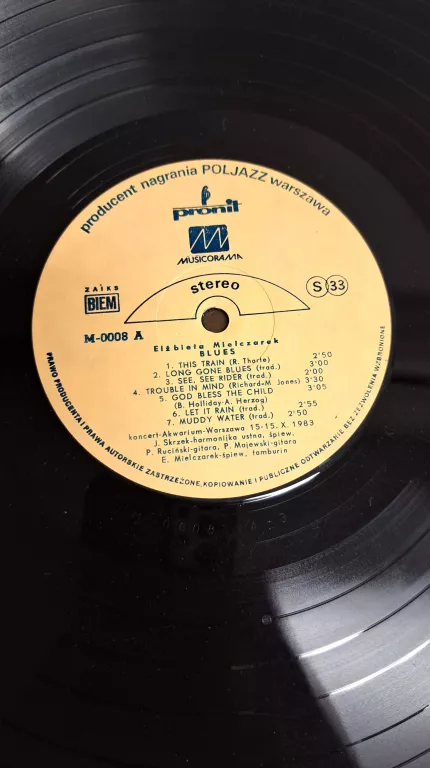 producent nagrania POLJAZZ warszawa
pronit
M
MUSICORAMA
stereo
ZAiKS
BIEM
S 33
M-0008 A
Elżbieta Mielczarek
BLUES
1. THIS TRAIN (R. Thorte) 2'50
2. LONG GONE BLUES (trad.) 3'00
3. SEE, SEE RIDER (trad.) 2'00
4. TROUBLE IN MIND (Richard-M Jones) 3'30
5. GOD BLESS THE CHILD 3'05
(B. Holliday-A. Herzog)
6. LET IT RAIN (trad.) 2'55
7. MUDDY WATER (trad.) 2'50
koncert-Akwarium-Warszawa 15-15. X. 1983
J. Skrzek-harmonijka ustna, śpiew,
P. Ruciński-gitara, P. Majewski-gitara
E. Mielczarek-śpiew, tamburin
PRAWO PRODUCENTA I PRAWA AUTORSKIE ZASTRZEŻONE, KOPIOWANIE I PUBLICZNE ODTWARZANIE BEZ ZEZWOLENIA WZBRONIONE